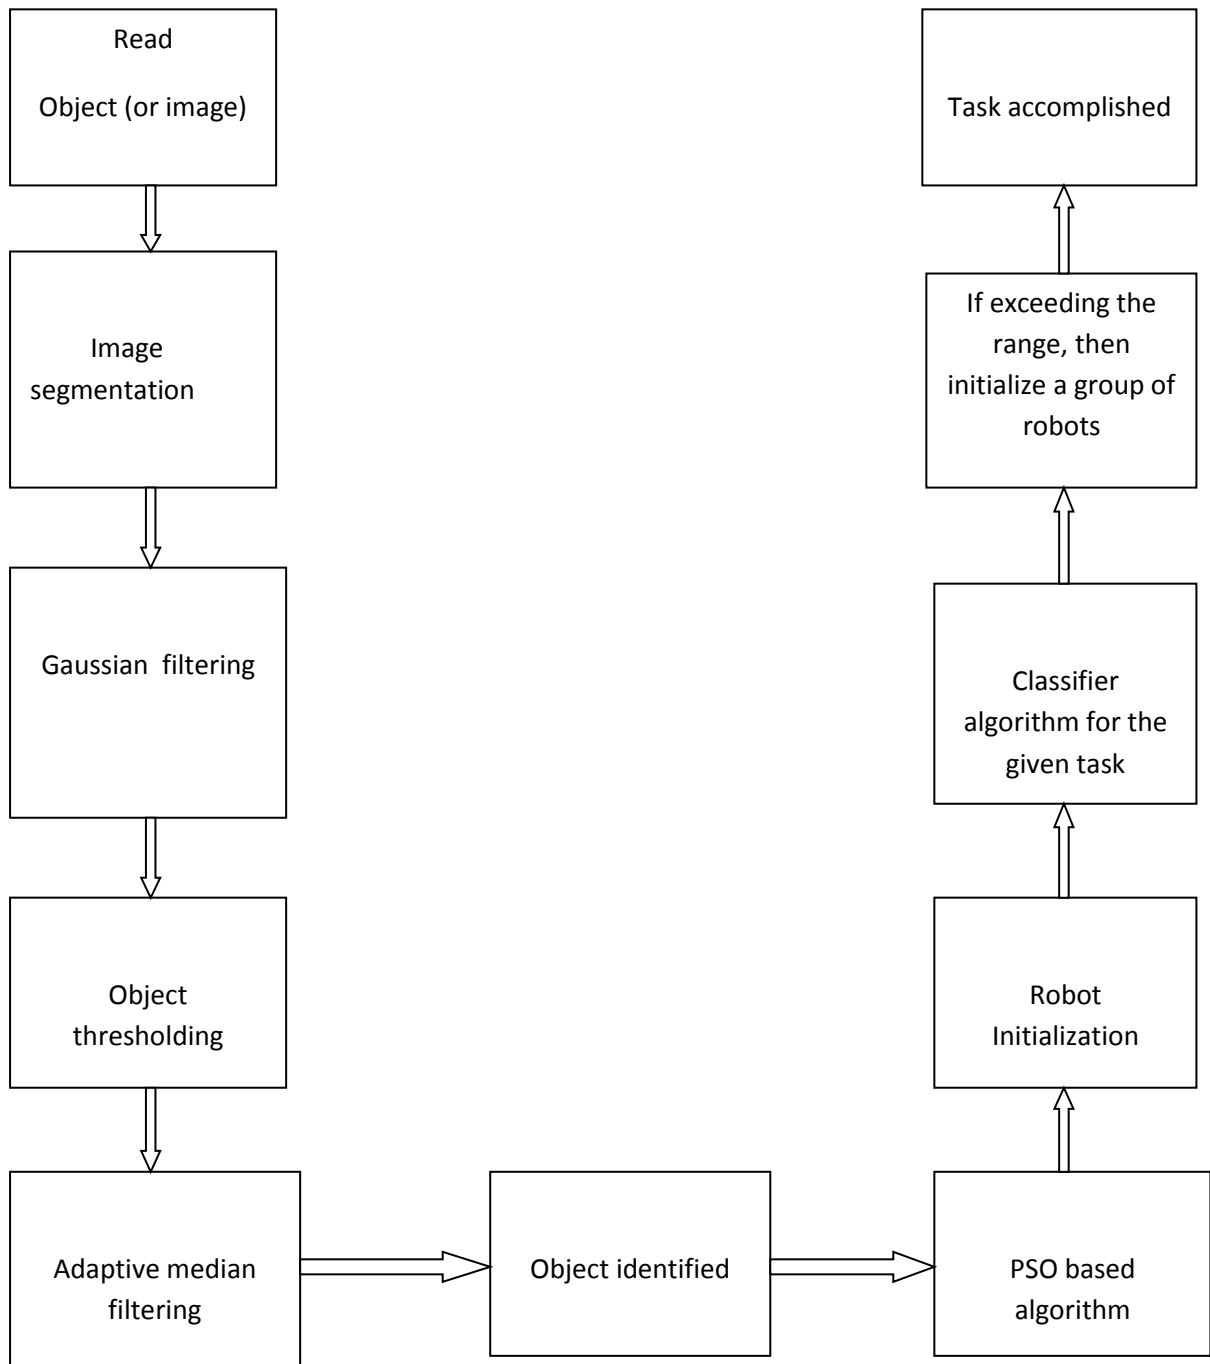 Read
Object (or image)
Image
segmentation
Gaussian  filtering
Object
thresholding
Adaptive median
filtering
Object identified
PSO based
algorithm
Robot
Initialization
Classifier
algorithm for the
given task
If exceeding the
range, then
initialize a group of
robots
Task accomplished